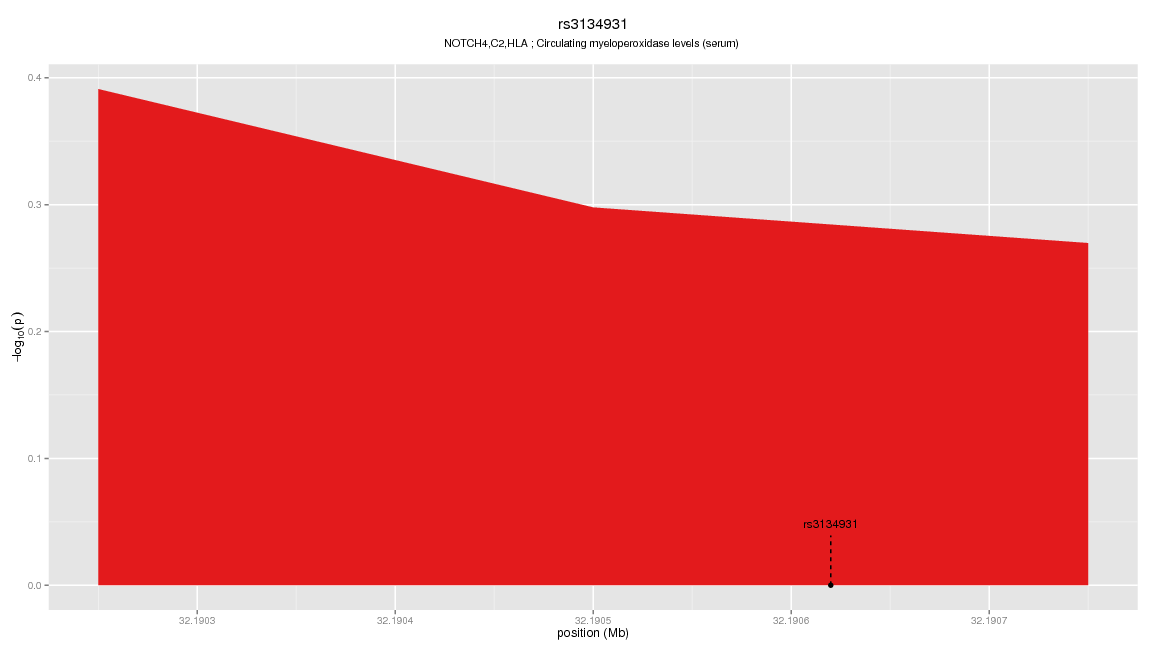 rs3134931
NOTCH4,C2,HLA ; Circulating myeloperoxidase levels (serum)
−log10(p)
0.4
0.3
0.2
0.1
0.0
rs3134931
32.1903 32.1904 32.1905 32.1906 32.1907
position (Mb)